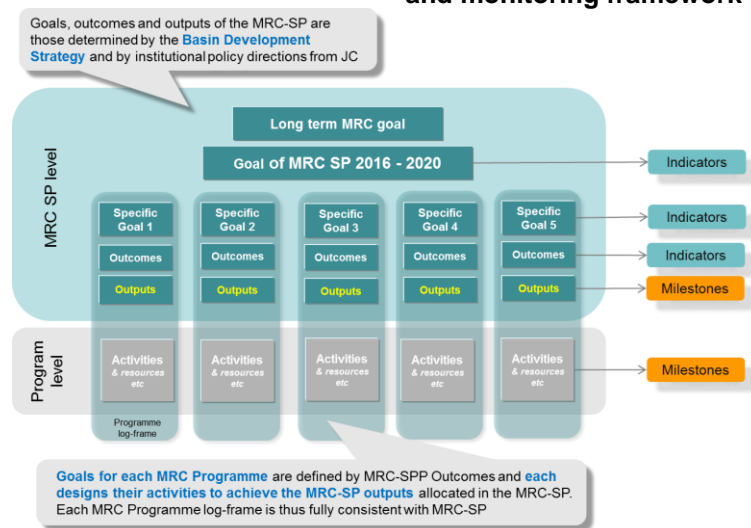 and monitoring framework
Goals, outcomes and outputs of the MRC-SP are
those determined by the Basin Development
Strategy and by institutional policy directions from JC
MRC SP level
Long term MRC goal
Goal of MRC SP 2016 - 2020
Indicators
Specific
Goal 1
Specific
Goal 2
Specific
Goal 3
Specific
Goal 4
Specific
Goal 5
Indicators
Outcomes
Outcomes
Outcomes
Outcomes
Outcomes
Indicators
Outputs
Outputs
Outputs
Outputs
Outputs
Milestones
Program
level
Activities
& resources
etc
Activities
& resources
etc
Activities
& resources
etc
Activities
& resources
etc
Activities
& resources
etc
Milestones
Programme
log-frame
Goals for each MRC Programme are defined by MRC-SPP Outcomes and each
designs their activities to achieve the MRC-SP outputs allocated in the MRC-SP.
Each MRC Programme log-frame is thus fully consistent with MRC-SP